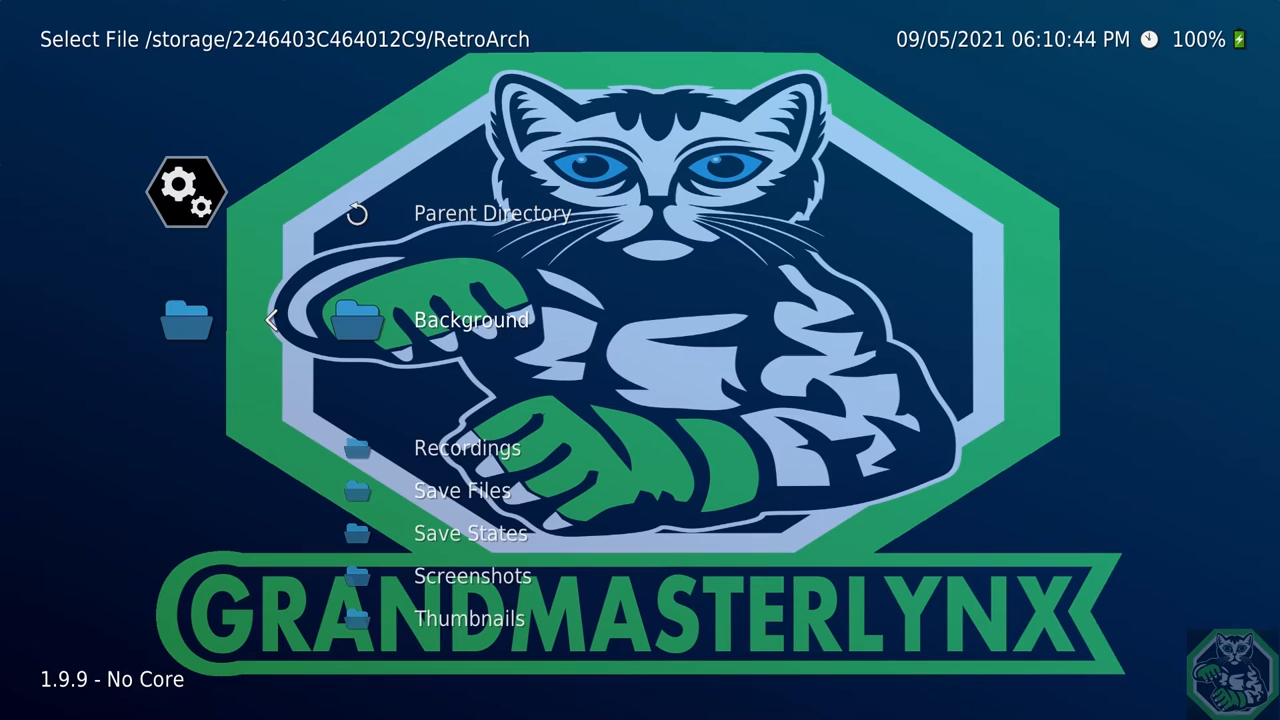 Select File /storage/2246403C464012C9/RetroArch
09/05/2021 06:10:44 PM 100%
Parent Directory
Background
Recordings
Save Files
Save States
Screenshots
Thumbnails
GRANDMASTERLYNX
1.9.9 - No Core